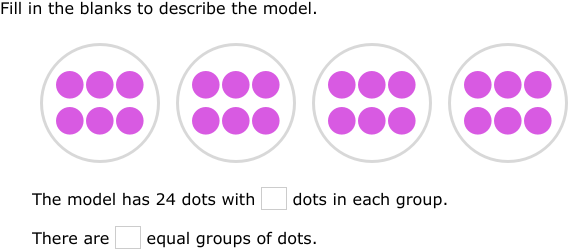 Fill in the blanks to describe the model.
The model has 24 dots with dots in each group.
There are equal groups of dots.